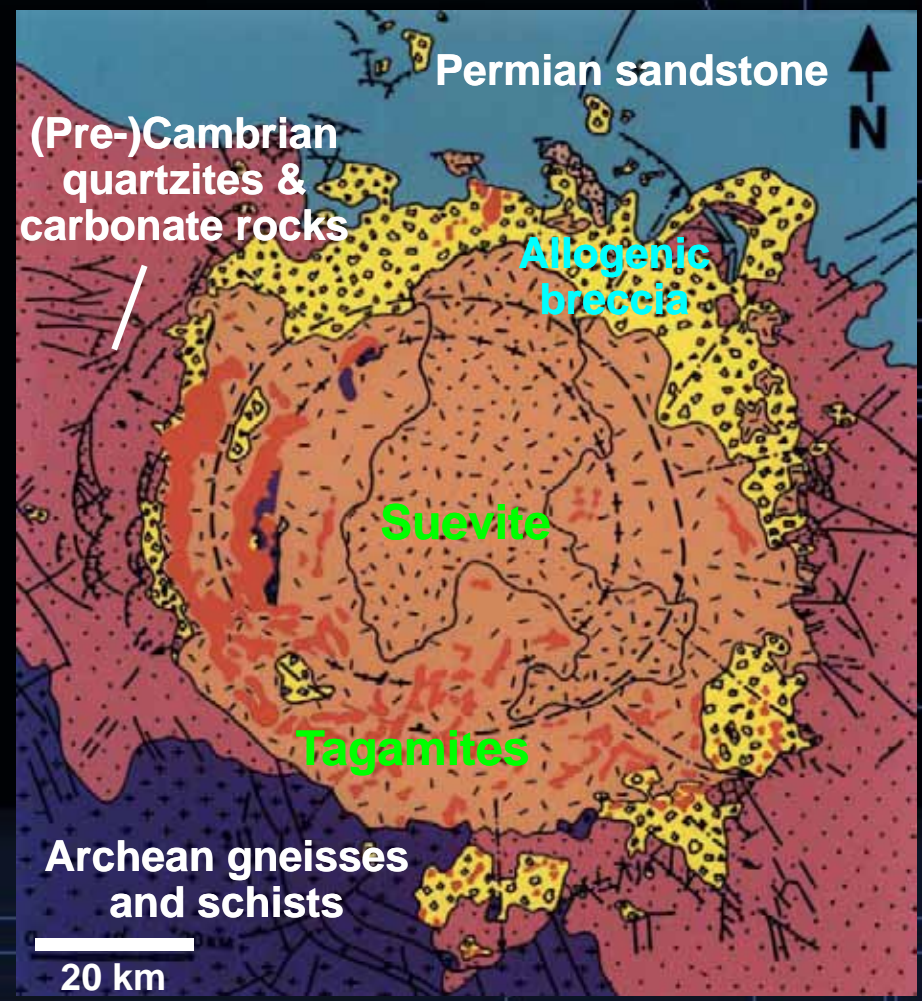 Permian sandstone
N
(Pre-)Cambrian
quartzites &
carbonate rocks
Allogenic
breccia
Suevite
Tagamites
Archean gneisses
and schists
20 km